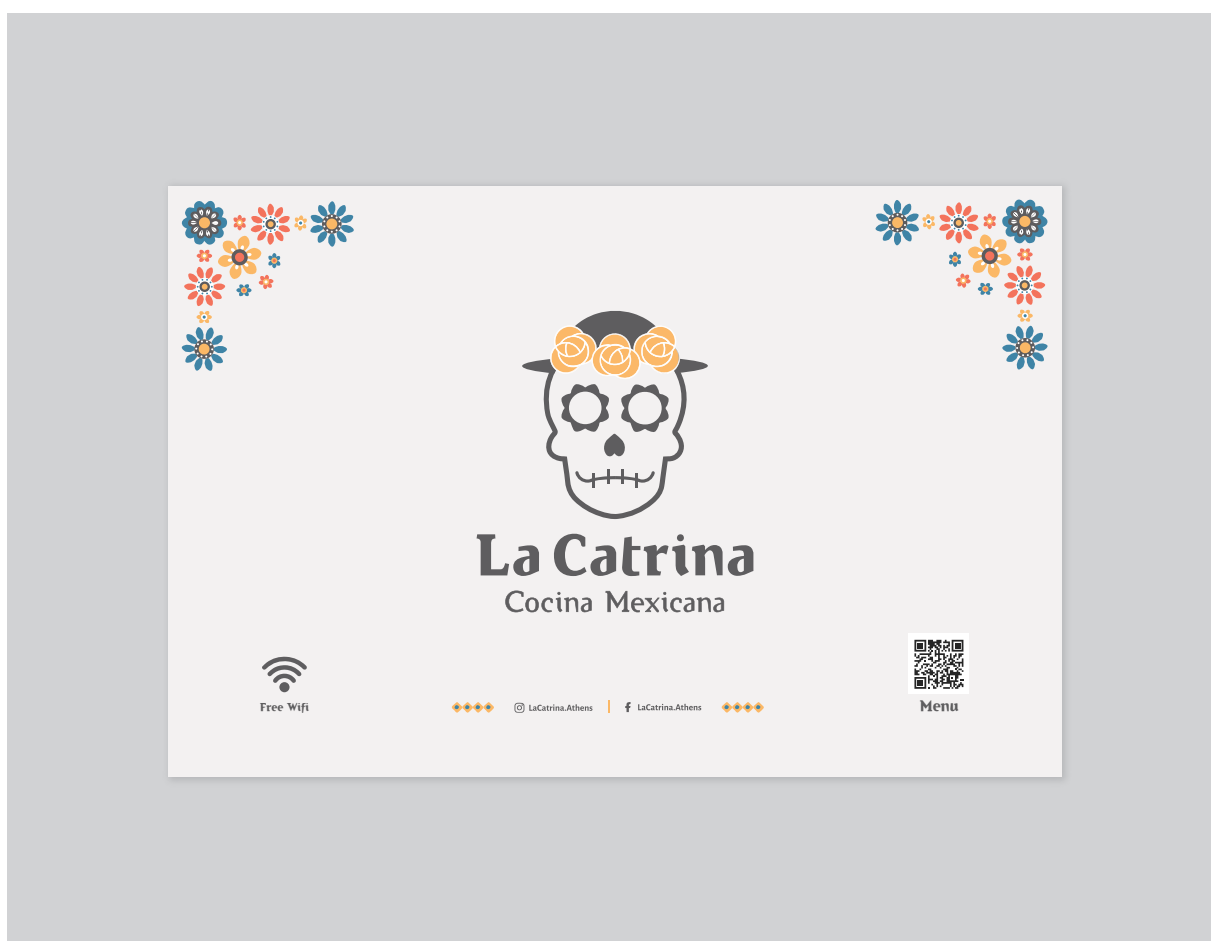 La Catrina
Cocina Mexicana
Free Wifi
LaCatrina.Athens | LaCatrina.Athens
Menu